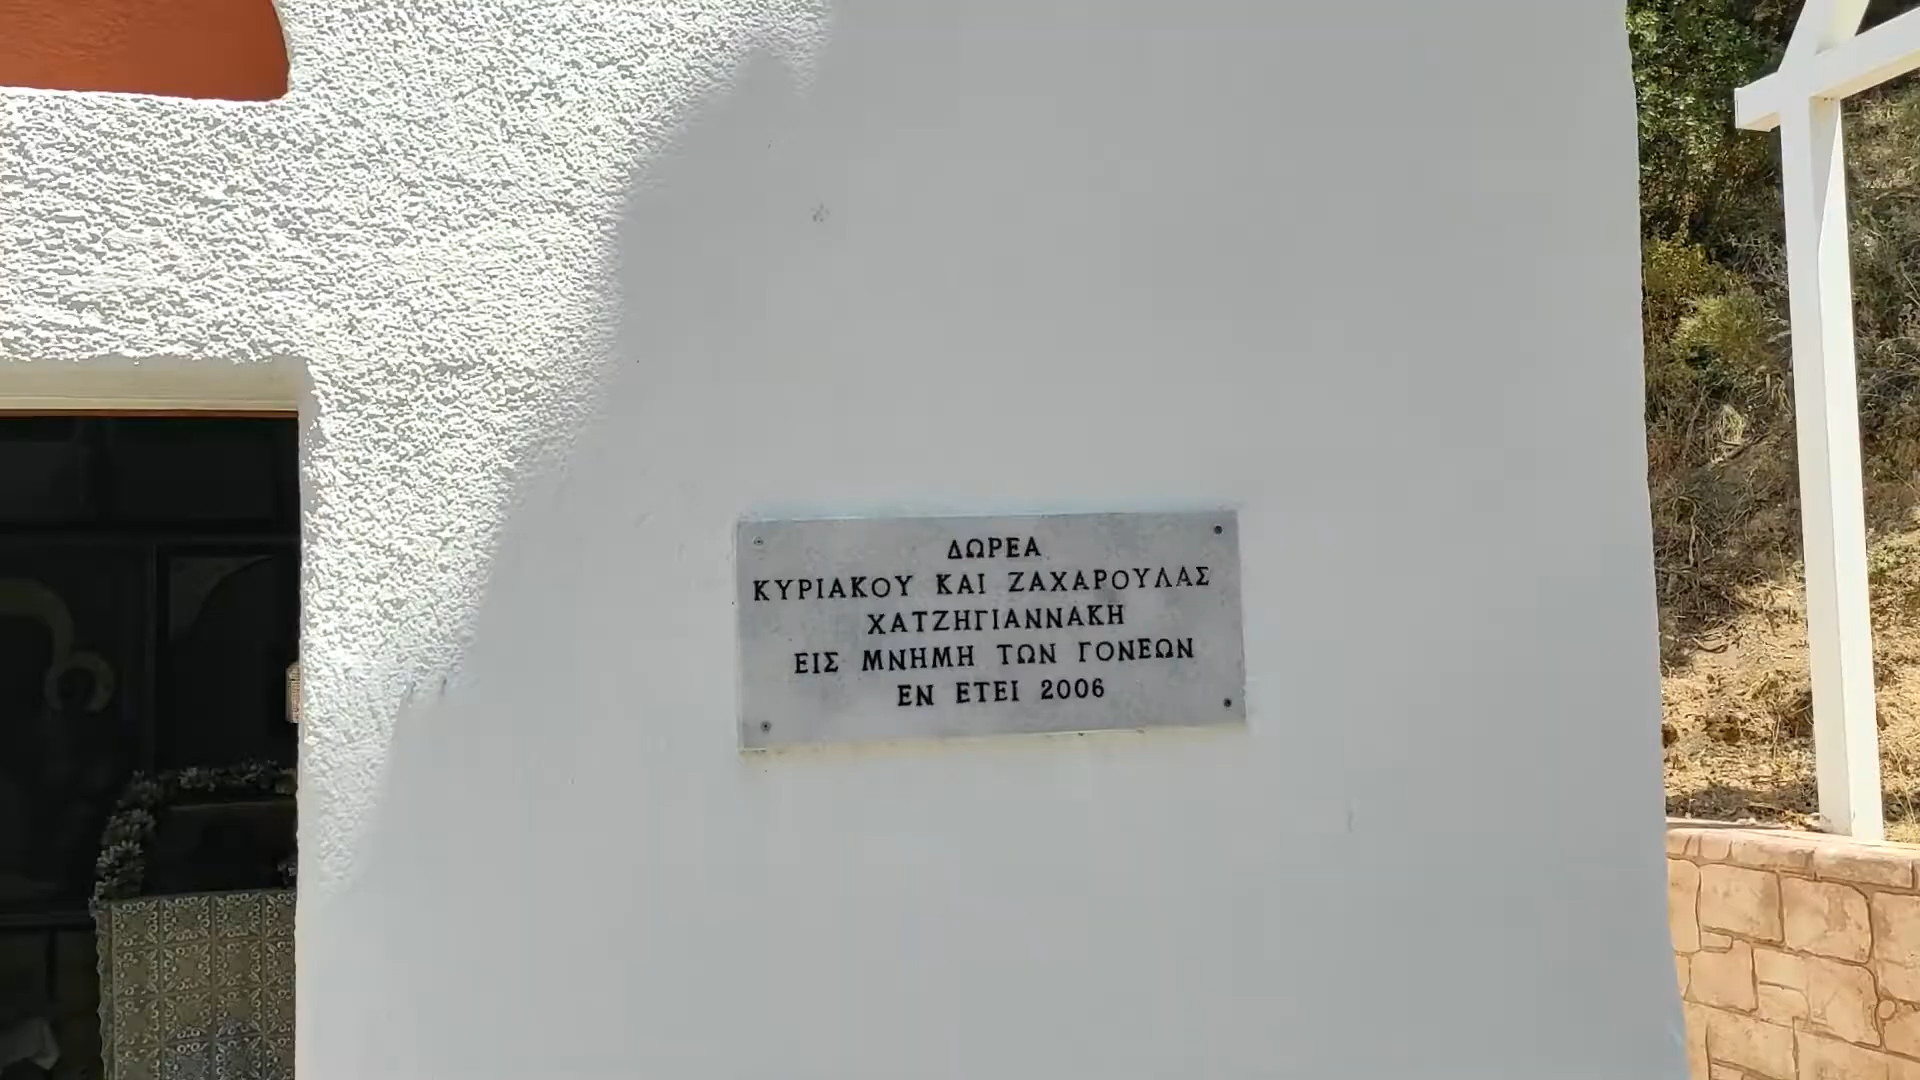 ΔΩΡΕΑ
ΚΥΡΙΑΚΟΥ ΚΑΙ ΖΑΧΑΡΟΥΛΑΣ
ΧΑΤΖΗΓΙΑΝΝΑΚΗ
ΕΙΣ ΜΝΗΜΗ ΤΩΝ ΓΟΝΕΩΝ
ΕΝ ΕΤΕΙ 2006